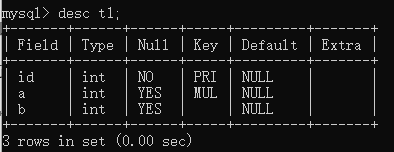 mysql> desc t1;
+-------+------+------+-----+---------+-------+
| Field | Type | Null | Key | Default | Extra |
+-------+------+------+-----+---------+-------+
| id    | int  | NO   | PRI | NULL    |       |
| a     | int  | YES  | MUL | NULL    |       |
| b     | int  | YES  |     | NULL    |       |
+-------+------+------+-----+---------+-------+
3 rows in set (0.00 sec)